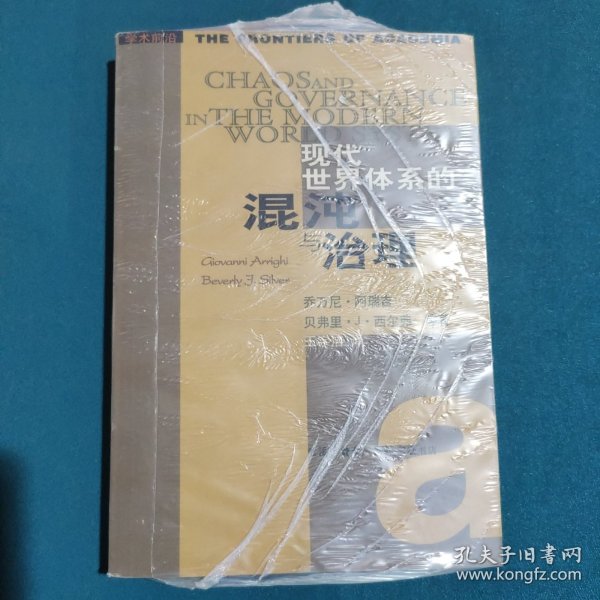 学术前沿 THE FRONTIERS OF ACADEMIA
CHAOS AND
GOVERNANCE
IN THE MODERN
WORLD
现代
世界体系的
混沌
与治理
Giovanni Arrighi
Beverly J. Silver
乔万尼·阿瑞吉
贝弗里·J·西尔弗
a
孔夫子旧书网
www.kongfz.com